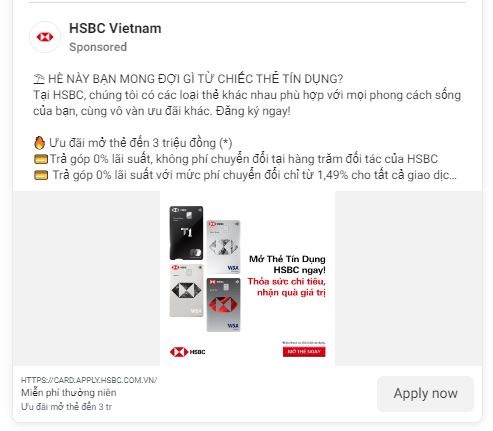 HSBC Vietnam
Sponsored
⛱ HÈ NÀY BẠN MONG ĐỢI GÌ TỪ CHIẾC THẺ TÍN DỤNG?
Tại HSBC, chúng tôi có các loại thẻ khác nhau phù hợp với mọi phong cách sống
của bạn, cùng vô vàn ưu đãi khác. Đăng ký ngay!
🔥 Ưu đãi mở thẻ đến 3 triệu đồng (*)
💳Trả góp 0% lãi suất, không phí chuyển đổi tại hàng trăm đối tác của HSBC
💳 Trả góp 0% lãi suất với mức phí chuyển đổi chỉ từ 1,49% cho tất cả giao dịc...
T1
VISA
VISA
VISA
Mở Thẻ Tín Dụng
HSBC ngay!
Thỏa sức chi tiêu,
nhận quà giá trị
HSBC
MỞ THẺ NGAY
HTTPS://CARD.APPLY.HSBC.COM.VN/
Miễn phí thường niên
Ưu đãi mở thẻ đến 3 tr
Apply now